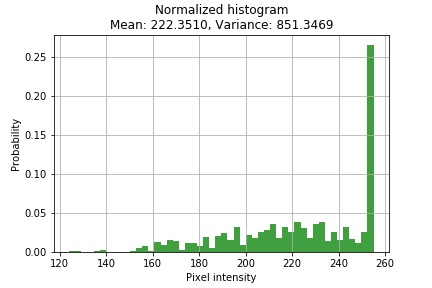 Normalized histogram
Mean: 222.3510, Variance: 851.3469
0.25
0.20
0.15
0.10
0.05
0.00
Probability
120 140 160 180 200 220 240 260
Pixel intensity